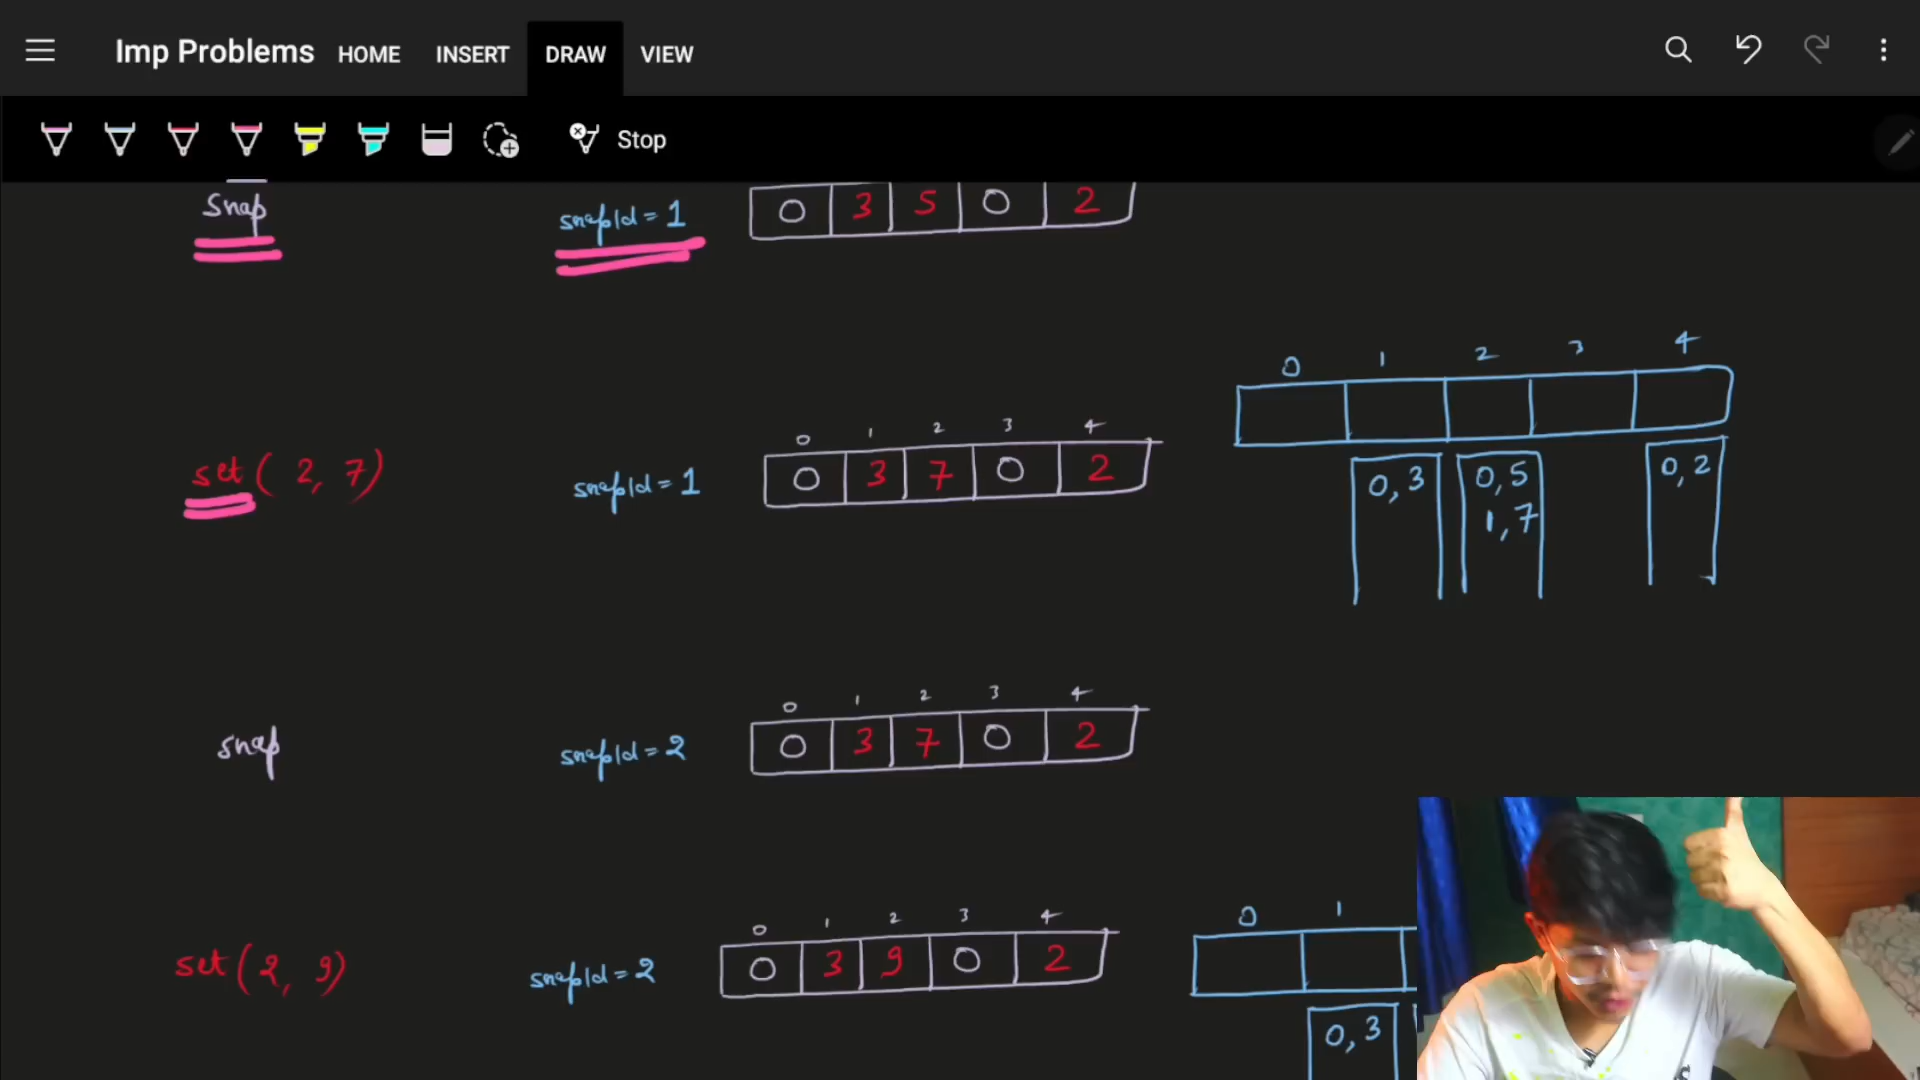 Imp Problems HOME INSERT DRAW VIEW
Stop
Snap snapId = 1 0 3 5 0 2
0 1 2 3 4
0 1 2 3 4
set( 2, 7) snapId = 1 0 3 7 0 2
0, 3 0, 5 0, 2
1, 7
0 1 2 3 4
snap snapId = 2 0 3 7 0 2
0 1 2 3 4 0 1
set( 2, 9) snapId = 2 0 3 9 0 2
0, 3